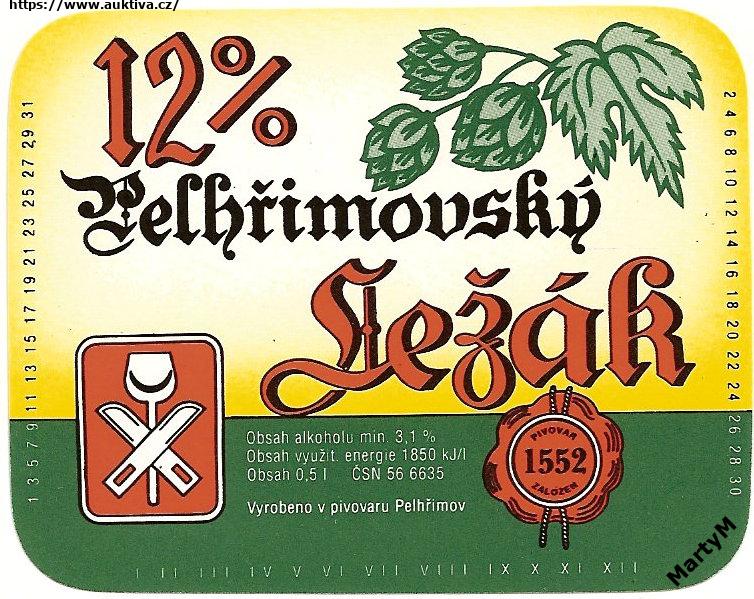 https://www.auktiva.cz/
12%
Pelhřimovský
Ležák
1 3 5 7 9 11 13 15 17 19 21 23 25 27 29 31
2 4 6 8 10 12 14 16 18 20 22 24 26 28 30
Obsah alkoholu min. 3,1 %
Obsah využit. energie 1850 kJ/l
Obsah 0,5 l ČSN 56 6635
Vyrobeno v pivovaru Pelhřimov
PIVOVAR
1552
ZALOŽEN
I II III IV V VI VII VIII IX X XI XII
MartyM